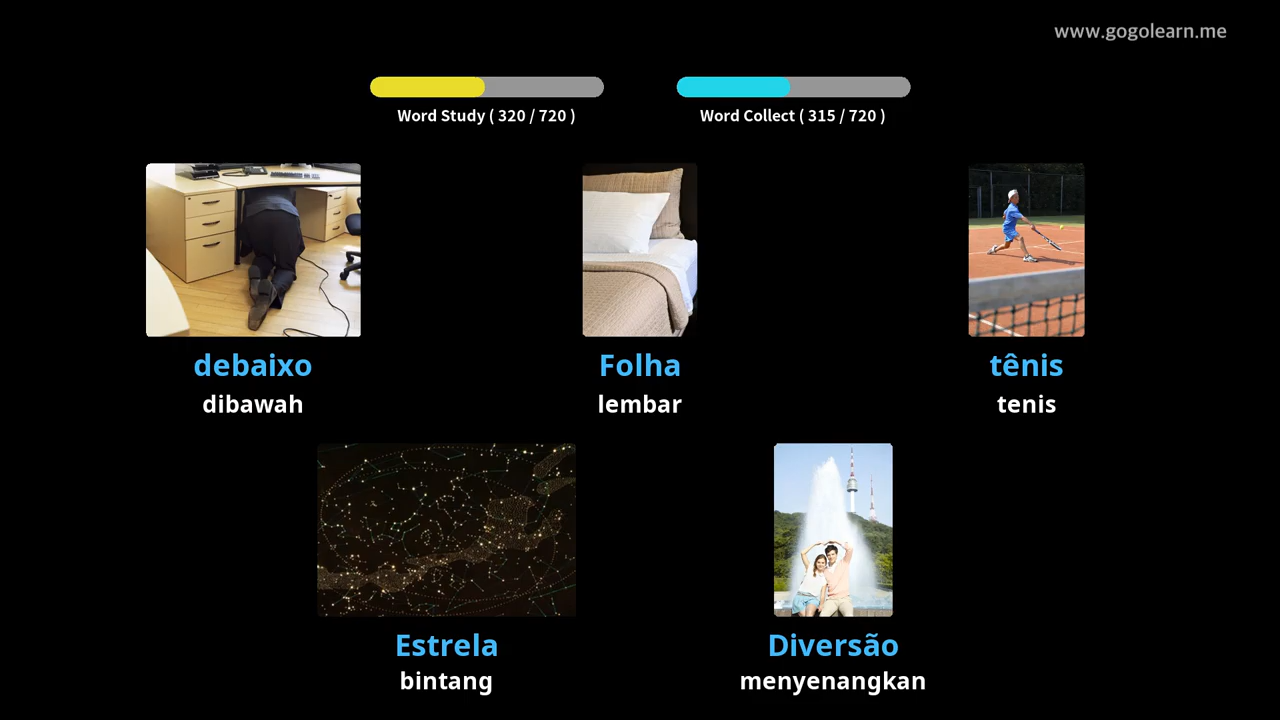 www.gogolearn.me
Word Study ( 320 / 720 )
Word Collect ( 315 / 720 )
debaixo
dibawah
Folha
lembar
tênis
tenis
Estrela
bintang
Diversão
menyenangkan